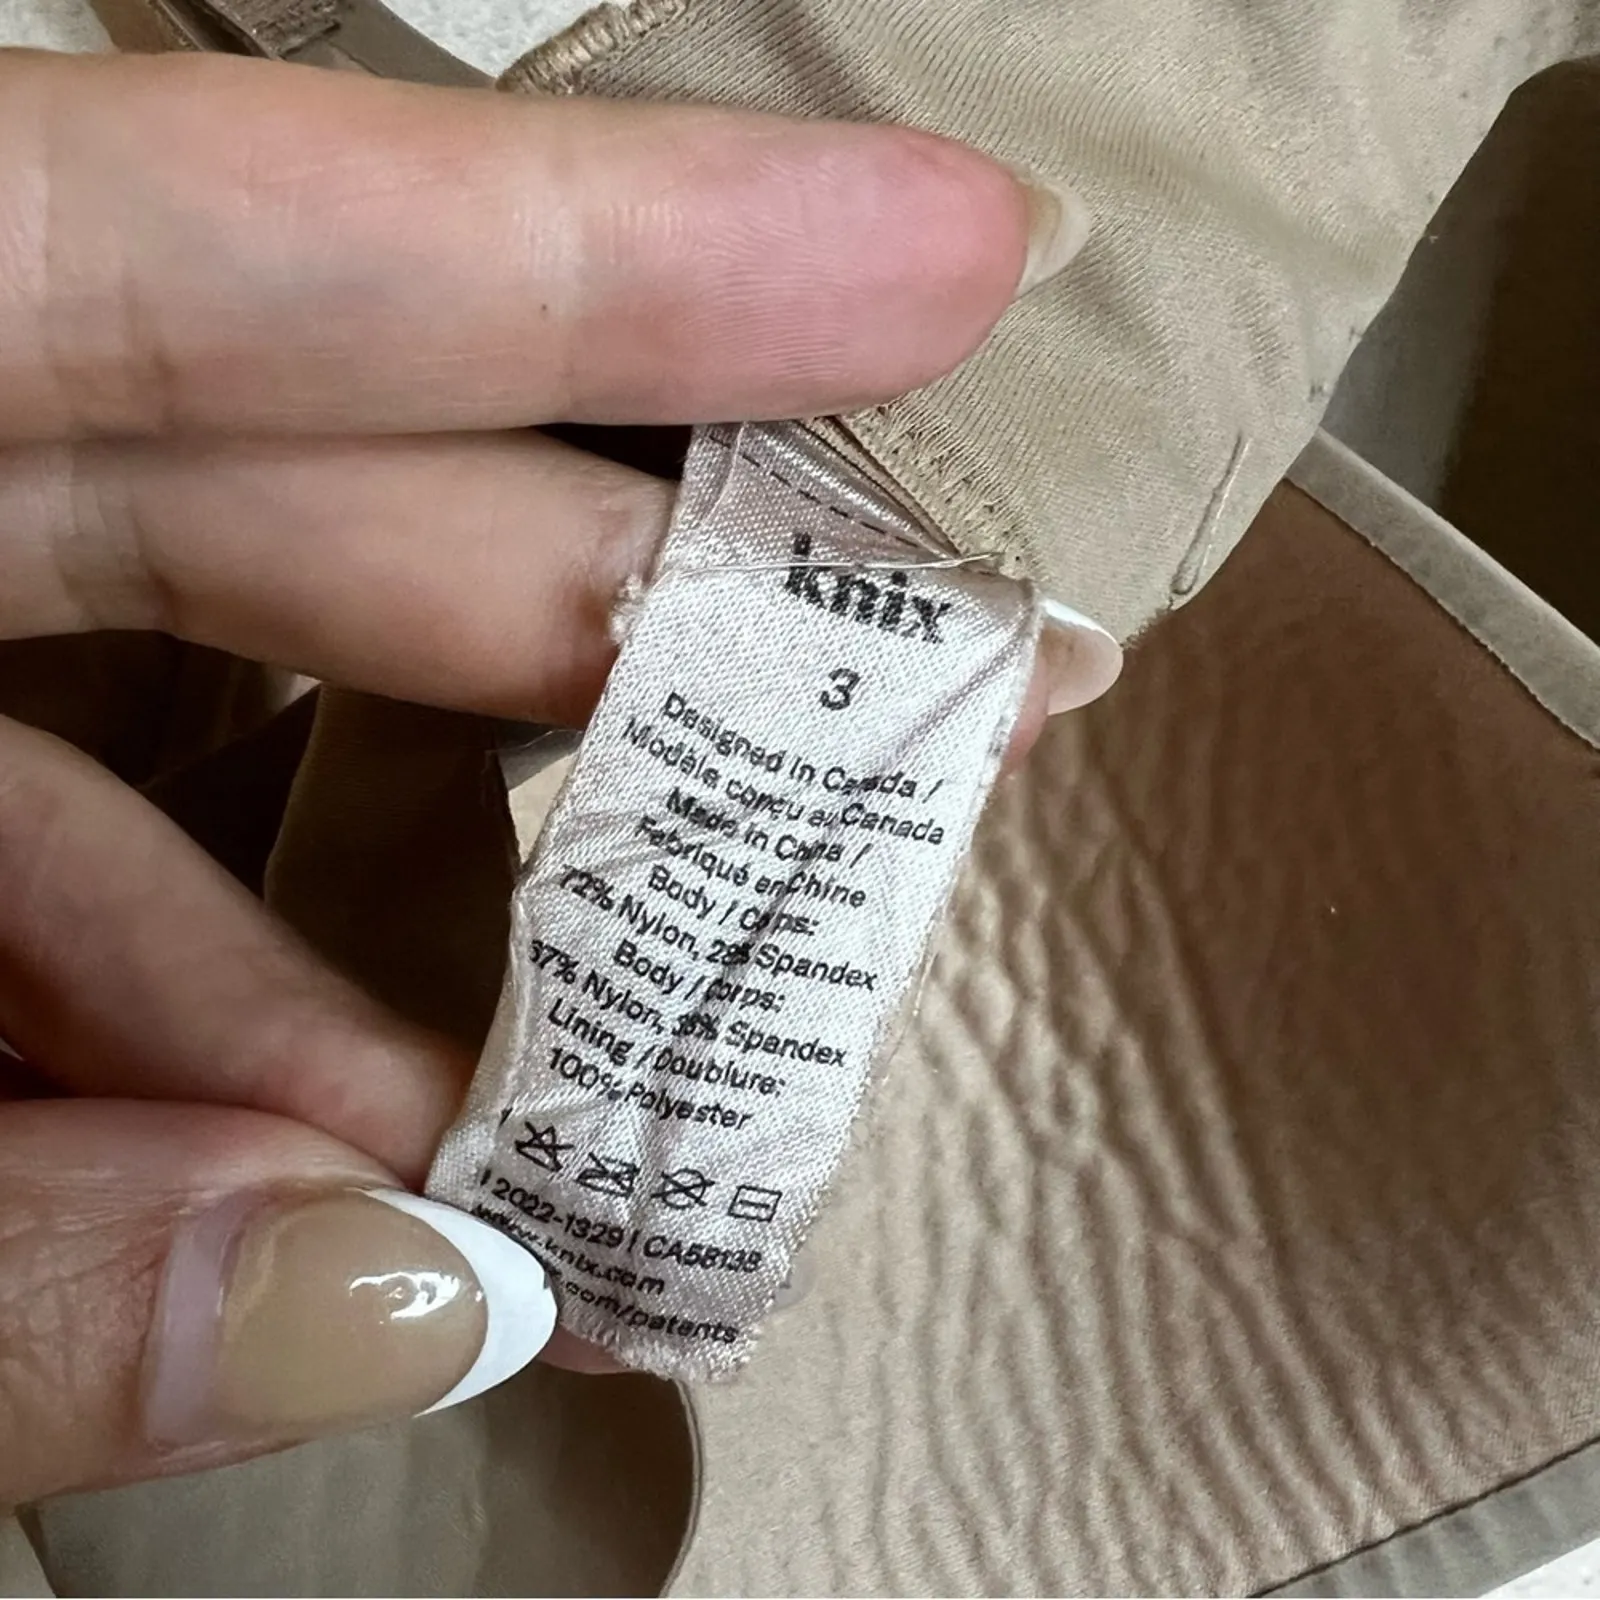 knix
3
Designed in Canada /
Modèle conçu au Canada
Made in China /
Fabriqué en Chine
Body / Corps:
72% Nylon, 28% Spandex
Body / Corps:
67% Nylon, Spandex
Lining / Doublure:
100% Polyester
2022-1329 | CA58138
www.knix.com
.com/patents